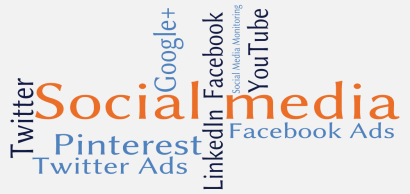 Twitter
Google+
LinkedIn Facebook
Social Media Monitoring
YouTube
Social media
Pinterest
Facebook Ads
Twitter Ads